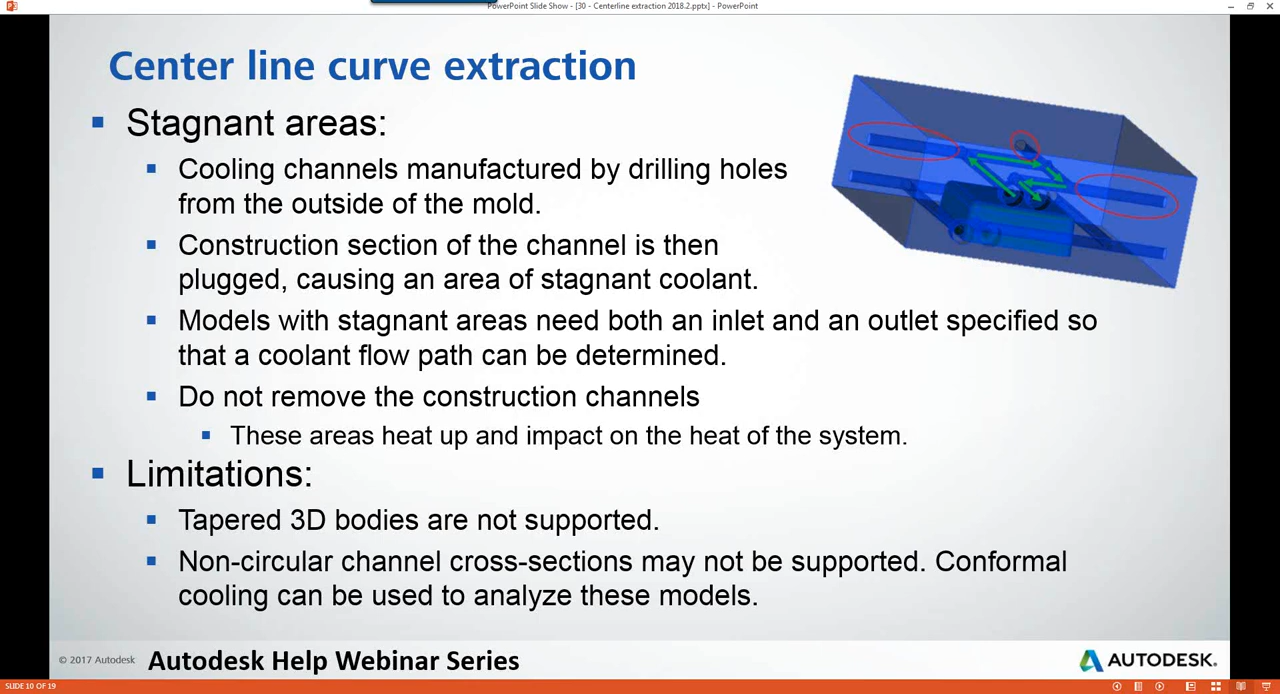 PowerPoint Slide Show - [30 - Centerline extraction 2018.2.pptx] - PowerPoint
Center line curve extraction
Stagnant areas:
Cooling channels manufactured by drilling holes
from the outside of the mold.
Construction section of the channel is then
plugged, causing an area of stagnant coolant.
Models with stagnant areas need both an inlet and an outlet specified so
that a coolant flow path can be determined.
Do not remove the construction channels
These areas heat up and impact on the heat of the system.
Limitations:
Tapered 3D bodies are not supported.
Non-circular channel cross-sections may not be supported. Conformal
cooling can be used to analyze these models.
© 2017 Autodesk
Autodesk Help Webinar Series
AUTODESK.
SLIDE 10 OF 19